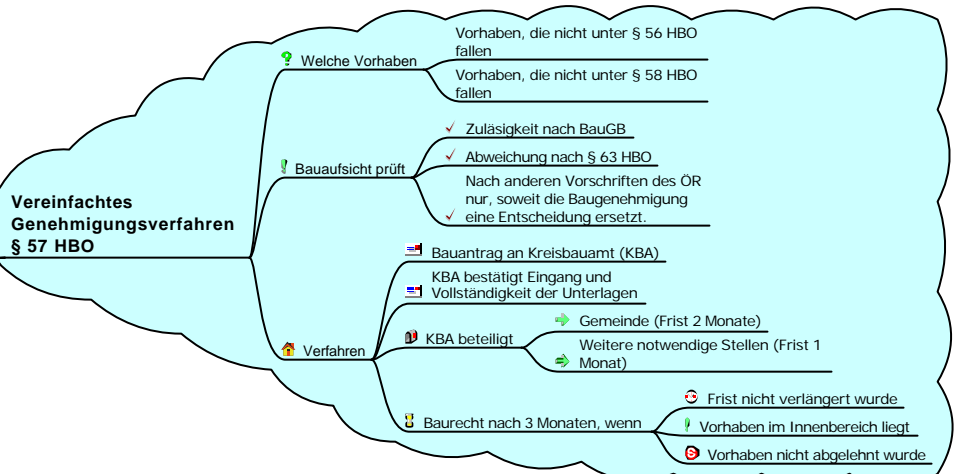 Vereinfachtes
Genehmigungsverfahren
§ 57 HBO
Welche Vorhaben
Vorhaben, die nicht unter § 56 HBO
fallen
Vorhaben, die nicht unter § 58 HBO
fallen
Bauaufsicht prüft
Zuläsigkeit nach BauGB
Abweichung nach § 63 HBO
Nach anderen Vorschriften des ÖR
nur, soweit die Baugenehmigung
eine Entscheidung ersetzt.
Verfahren
Bauantrag an Kreisbauamt (KBA)
KBA bestätigt Eingang und
Vollständigkeit der Unterlagen
KBA beteiligt
Gemeinde (Frist 2 Monate)
Weitere notwendige Stellen (Frist 1
Monat)
Baurecht nach 3 Monaten, wenn
Frist nicht verlängert wurde
Vorhaben im Innenbereich liegt
Vorhaben nicht abgelehnt wurde